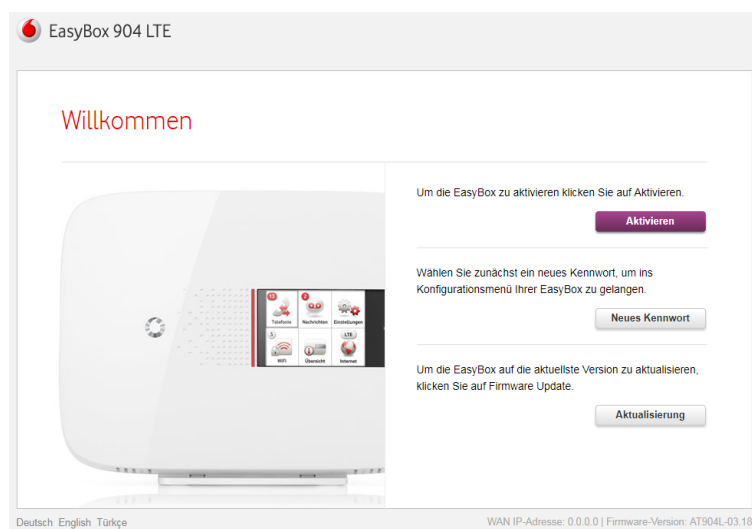 EasyBox 904 LTE
Willkommen
Um die EasyBox zu aktivieren klicken Sie auf Aktivieren.
Aktivieren
Wählen Sie zunächst ein neues Kennwort, um ins
Konfigurationsmenü Ihrer EasyBox zu gelangen.
Neues Kennwort
Um die EasyBox auf die aktuellste Version zu aktualisieren,
klicken Sie auf Firmware Update.
Aktualisierung
13 2
Telefonie Nachrichten Einstellungen
5 LTE
WiFi Übersicht Internet
Deutsch English Türkçe
WAN IP-Adresse: 0.0.0.0 | Firmware-Version: AT904L-03.18